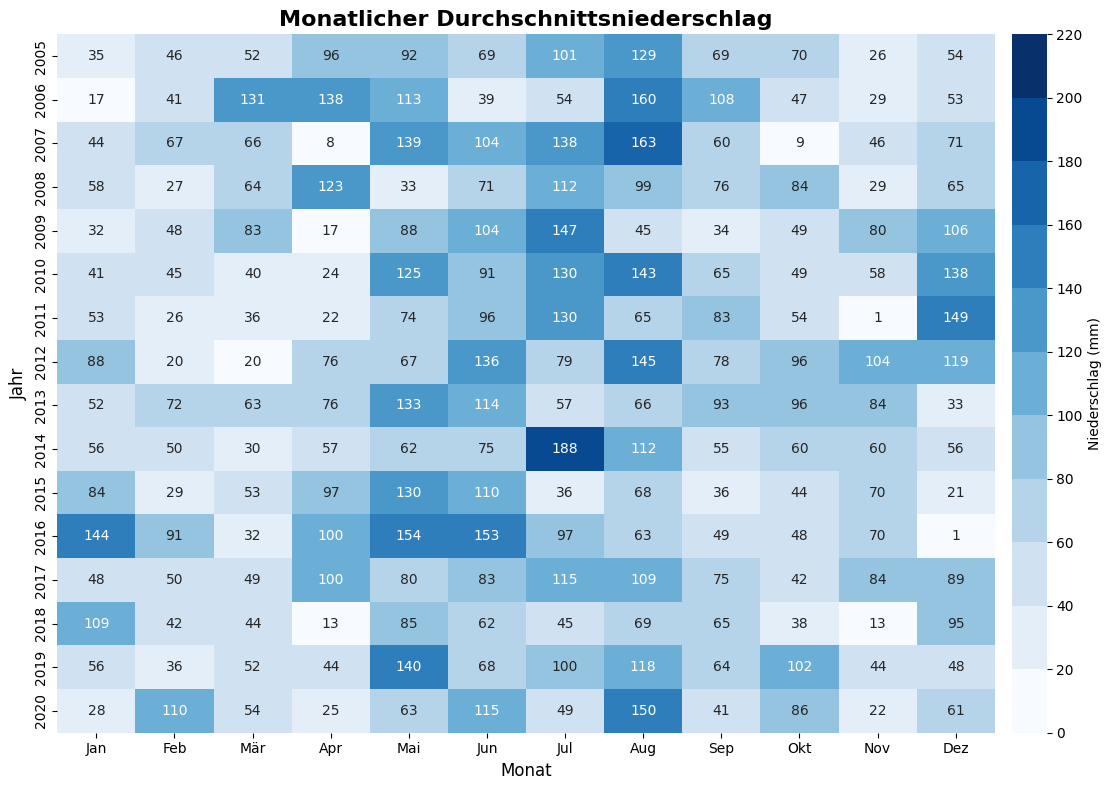 Monatlicher Durchschnittsniederschlag
Jahr
2005 35 46 52 96 92 69 101 129 69 70 26 54
2006 17 41 131 138 113 39 54 160 108 47 29 53
2007 44 67 66 8 139 104 138 163 60 9 46 71
2008 58 27 64 123 33 71 112 99 76 84 29 65
2009 32 48 83 17 88 104 147 45 34 49 80 106
2010 41 45 40 24 125 91 130 143 65 49 58 138
2011 53 26 36 22 74 96 130 65 83 54 1 149
2012 88 20 20 76 67 136 79 145 78 96 104 119
2013 52 72 63 76 133 114 57 66 93 96 84 33
2014 56 50 30 57 62 75 188 112 55 60 60 56
2015 84 29 53 97 130 110 36 68 36 44 70 21
2016 144 91 32 100 154 153 97 63 49 48 70 1
2017 48 50 49 100 80 83 115 109 75 42 84 89
2018 109 42 44 13 85 62 45 69 65 38 13 95
2019 56 36 52 44 140 68 100 118 64 102 44 48
2020 28 110 54 25 63 115 49 150 41 86 22 61
Jan Feb Mär Apr Mai Jun Jul Aug Sep Okt Nov Dez
Monat
220
200
180
160
140
120
100
80
60
40
20
0
Niederschlag (mm)